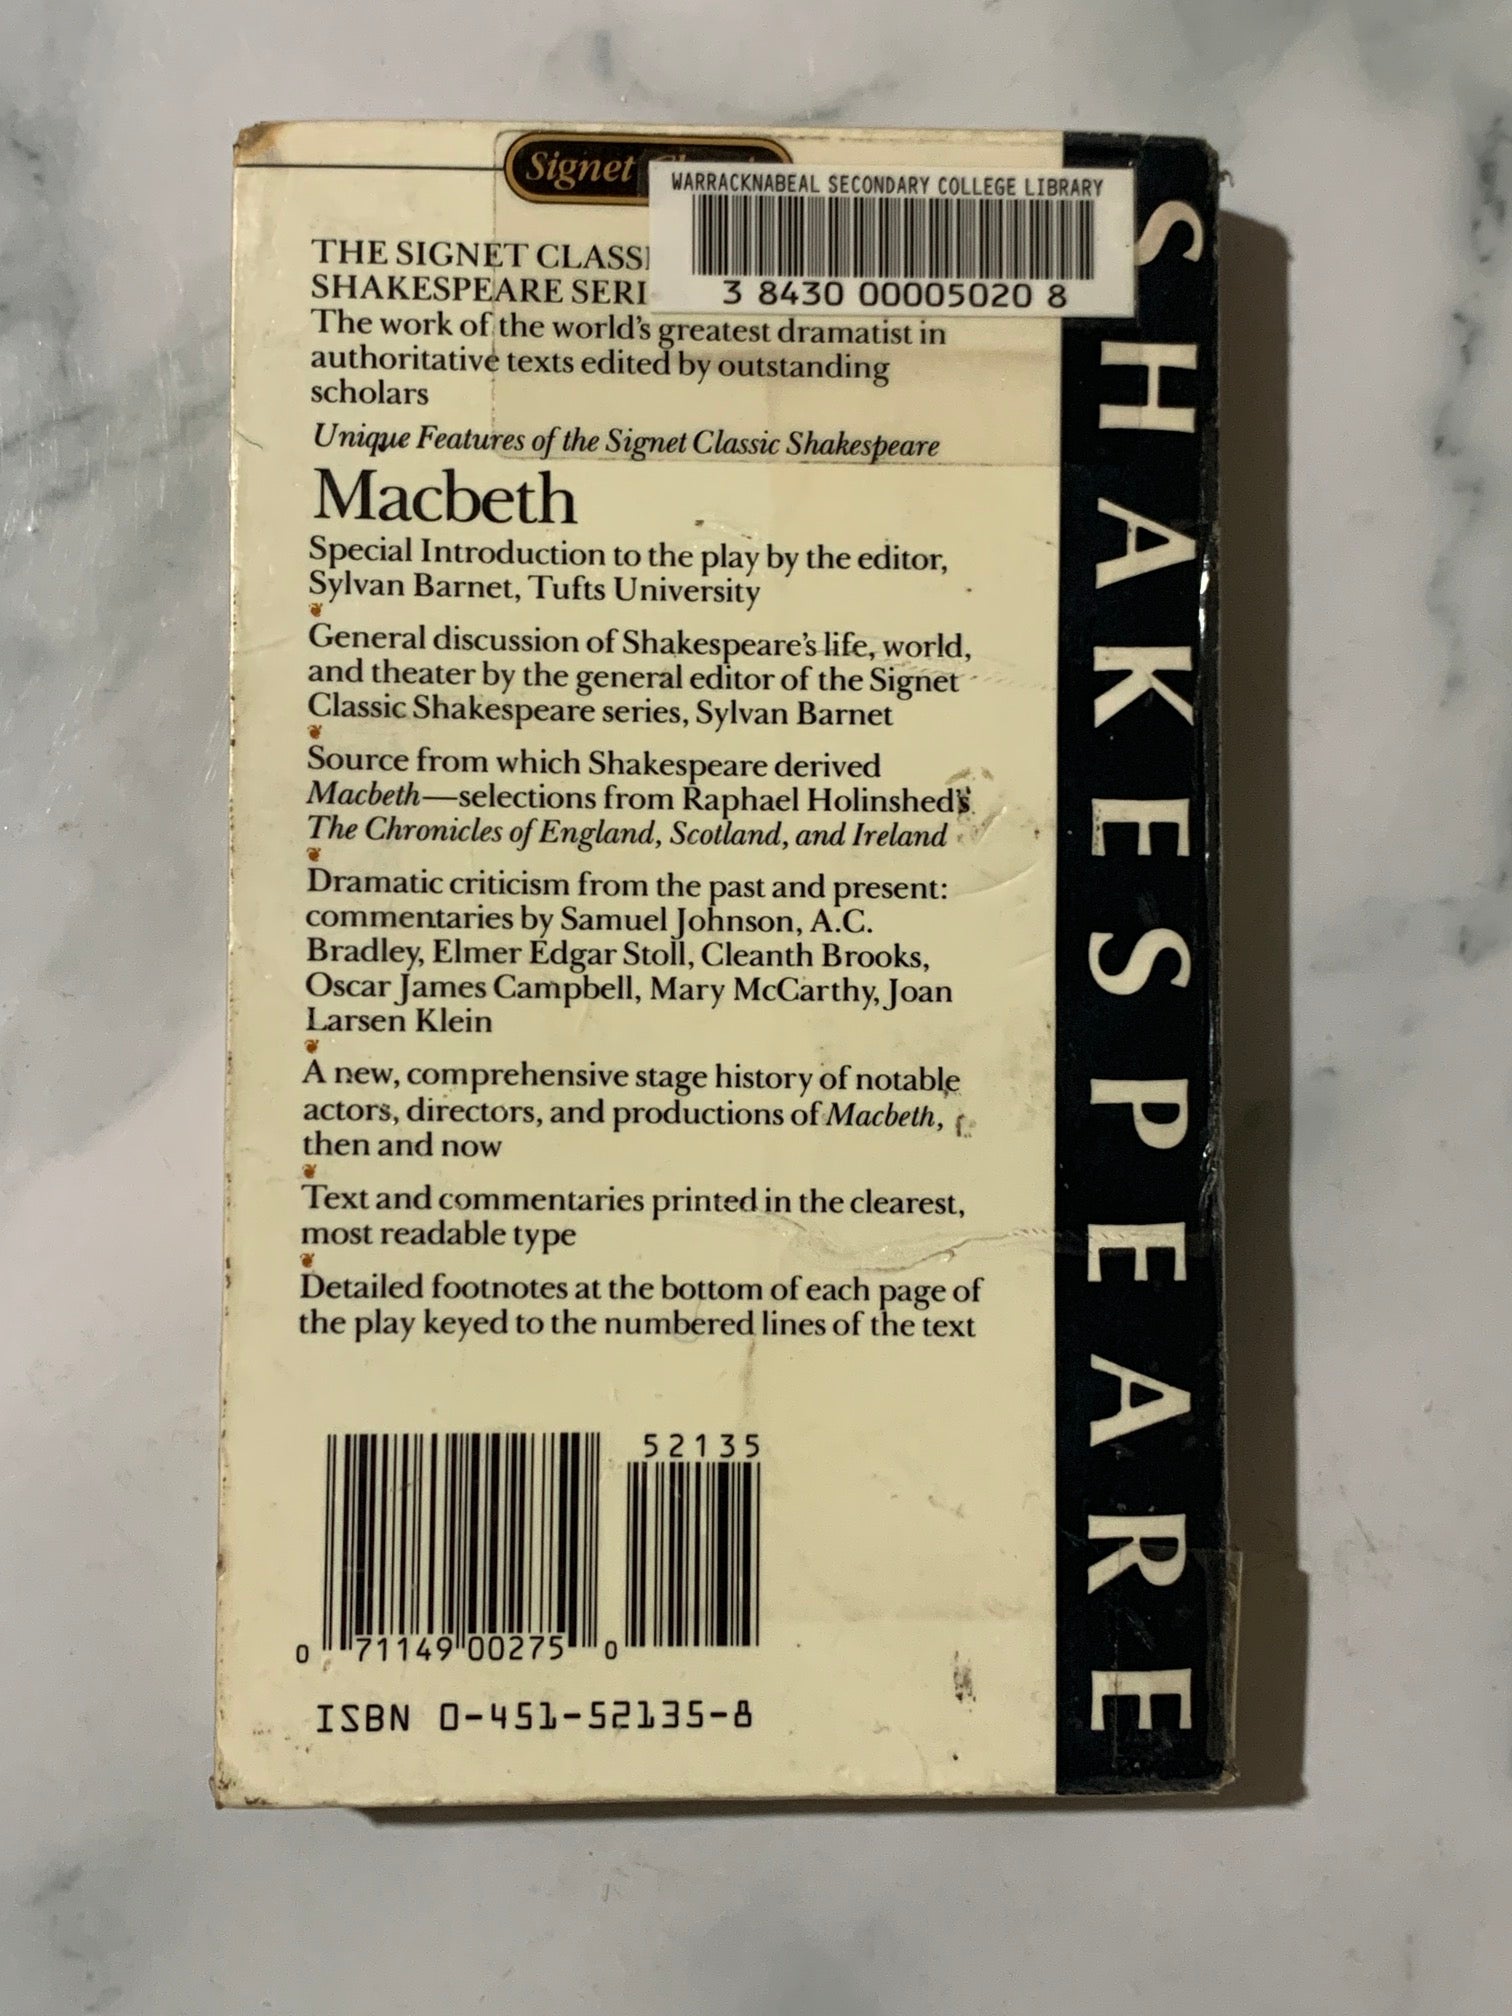 Signet
WARRACKNABEAL SECONDARY COLLEGE LIBRARY
3 8430 00005020 8
THE SIGNET CLASSI
SHAKESPEARE SERI
The work of the world's greatest dramatist in
authoritative texts edited by outstanding
scholars
Unique Features of the Signet Classic Shakespeare
Macbeth
Special Introduction to the play by the editor,
Sylvan Barnet, Tufts University
General discussion of Shakespeare's life, world,
and theater by the general editor of the Signet
Classic Shakespeare series, Sylvan Barnet
Source from which Shakespeare derived
Macbeth—selections from Raphael Holinshed's
The Chronicles of England, Scotland, and Ireland
Dramatic criticism from the past and present:
commentaries by Samuel Johnson, A.C.
Bradley, Elmer Edgar Stoll, Cleanth Brooks,
Oscar James Campbell, Mary McCarthy, Joan
Larsen Klein
A new, comprehensive stage history of notable
actors, directors, and productions of Macbeth,
then and now
Text and commentaries printed in the clearest,
most readable type
Detailed footnotes at the bottom of each page of
the play keyed to the numbered lines of the text
52135
0 71149 00275 0
ISBN 0-451-52135-8
SHAKESPEARE